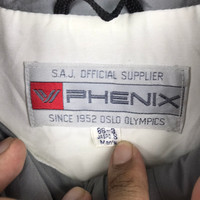 S.A.J. OFFICIAL SUPPLIER
PHENIX
SINCE 1952 OSLO OLYMPICS